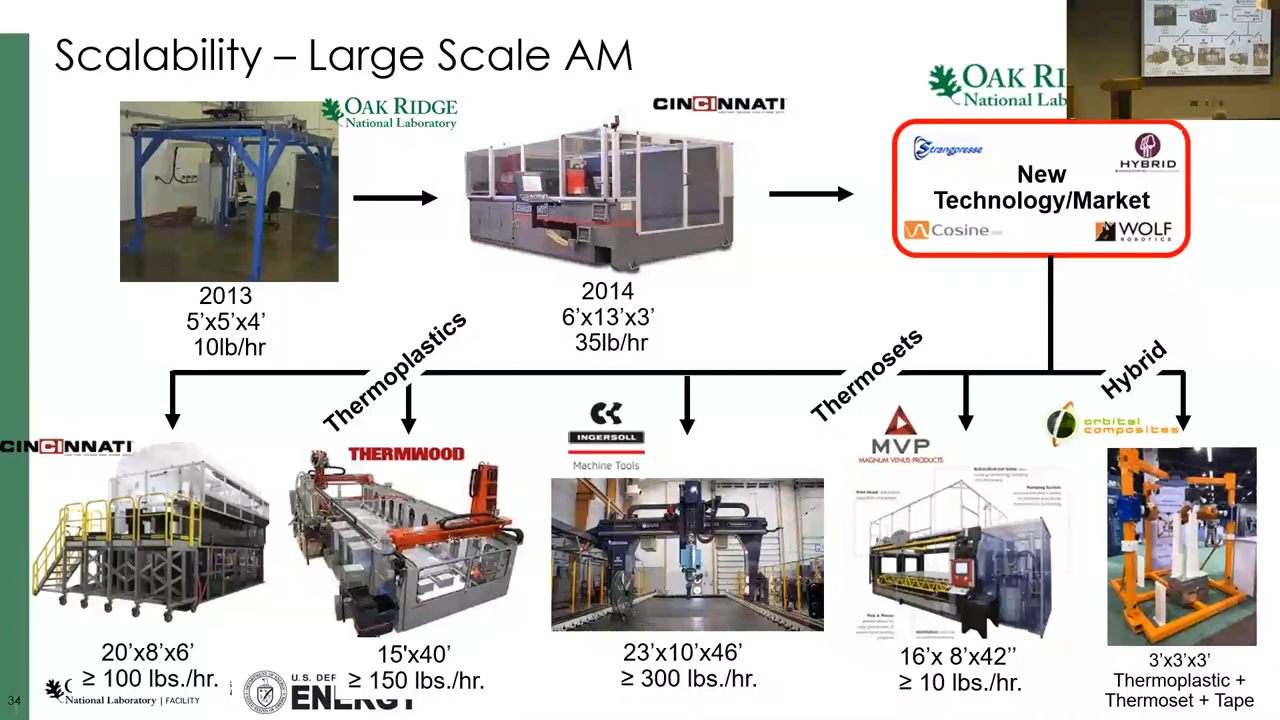 Scalability – Large Scale AM
OAK RIDGE
National Laboratory
CINCINNATI
OAK
National Lab
Strangpresse
HYBRID
New
Technology/Market
Cosine
WOLF
ROBOTICS
2013
5’x5’x4’
10lb/hr
2014
6’x13’x3’
35lb/hr
Thermoplastics
Thermosets
Hybrid
CINCINNATI
THERMWOOD
INGERSOLL
Machine Tools
MVP
MAGNUM VENUS PRODUCTS
orbital
composites
20’x8’x6’
≥ 100 lbs./hr.
15'x40’
≥ 150 lbs./hr.
23’x10’x46’
≥ 300 lbs./hr.
16’x 8’x42’’
≥ 10 lbs./hr.
3’x3’x3’
Thermoplastic +
Thermoset + Tape
34
National Laboratory | FACILITY
U.S. DEF
ENERGY